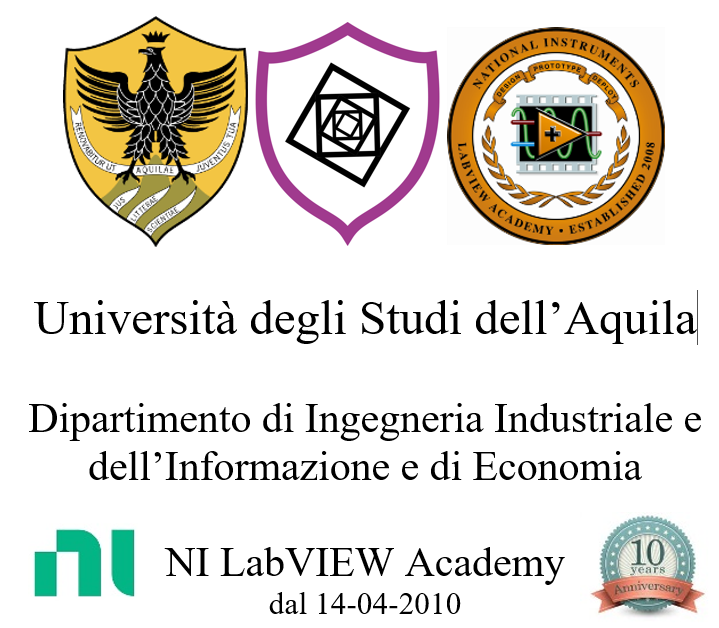 RENOVABITUR UT AQUILAE JUVENTUS TUA
JUS
LITTERAE
SCIENTIAE
NATIONAL INSTRUMENTS
DESIGN PROTOTYPE DEPLOY
LABVIEW ACADEMY • ESTABLISHED 2008
Università degli Studi dell’Aquila
Dipartimento di Ingegneria Industriale e
dell’Informazione e di Economia
ni
NI LabVIEW Academy
dal 14-04-2010
10
years
Anniversary